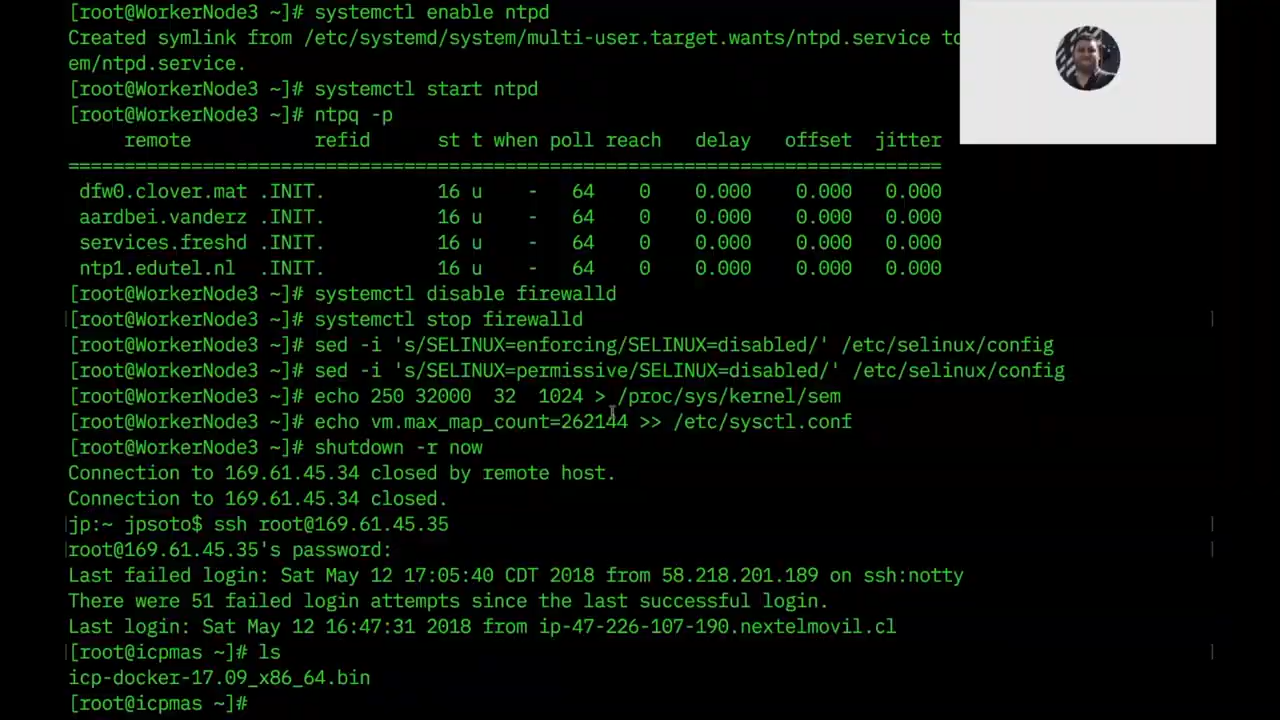 [root@WorkerNode3 ~]# systemctl enable ntpd
Created symlink from /etc/systemd/system/multi-user.target.wants/ntpd.service to
em/ntpd.service.
[root@WorkerNode3 ~]# systemctl start ntpd
[root@WorkerNode3 ~]# ntpq -p
remote refid st t when poll reach delay offset jitter
==============================================================================
dfw0.clover.mat .INIT. 16 u - 64 0 0.000 0.000 0.000
aardbei.vanderz .INIT. 16 u - 64 0 0.000 0.000 0.000
services.freshd .INIT. 16 u - 64 0 0.000 0.000 0.000
ntp1.edutel.nl .INIT. 16 u - 64 0 0.000 0.000 0.000
[root@WorkerNode3 ~]# systemctl disable firewalld
[root@WorkerNode3 ~]# systemctl stop firewalld
[root@WorkerNode3 ~]# sed -i 's/SELINUX=enforcing/SELINUX=disabled/' /etc/selinux/config
[root@WorkerNode3 ~]# sed -i 's/SELINUX=permissive/SELINUX=disabled/' /etc/selinux/config
[root@WorkerNode3 ~]# echo 250 32000  32  1024 > /proc/sys/kernel/sem
[root@WorkerNode3 ~]# echo vm.max_map_count=262144 >> /etc/sysctl.conf
[root@WorkerNode3 ~]# shutdown -r now
Connection to 169.61.45.34 closed by remote host.
Connection to 169.61.45.34 closed.
jp:~ jpsoto$ ssh root@169.61.45.35
root@169.61.45.35's password:
Last failed login: Sat May 12 17:05:40 CDT 2018 from 58.218.201.189 on ssh:notty
There were 51 failed login attempts since the last successful login.
Last login: Sat May 12 16:47:31 2018 from ip-47-226-107-190.nextelmovil.cl
[root@icpmas ~]# ls
icp-docker-17.09_x86_64.bin
[root@icpmas ~]#